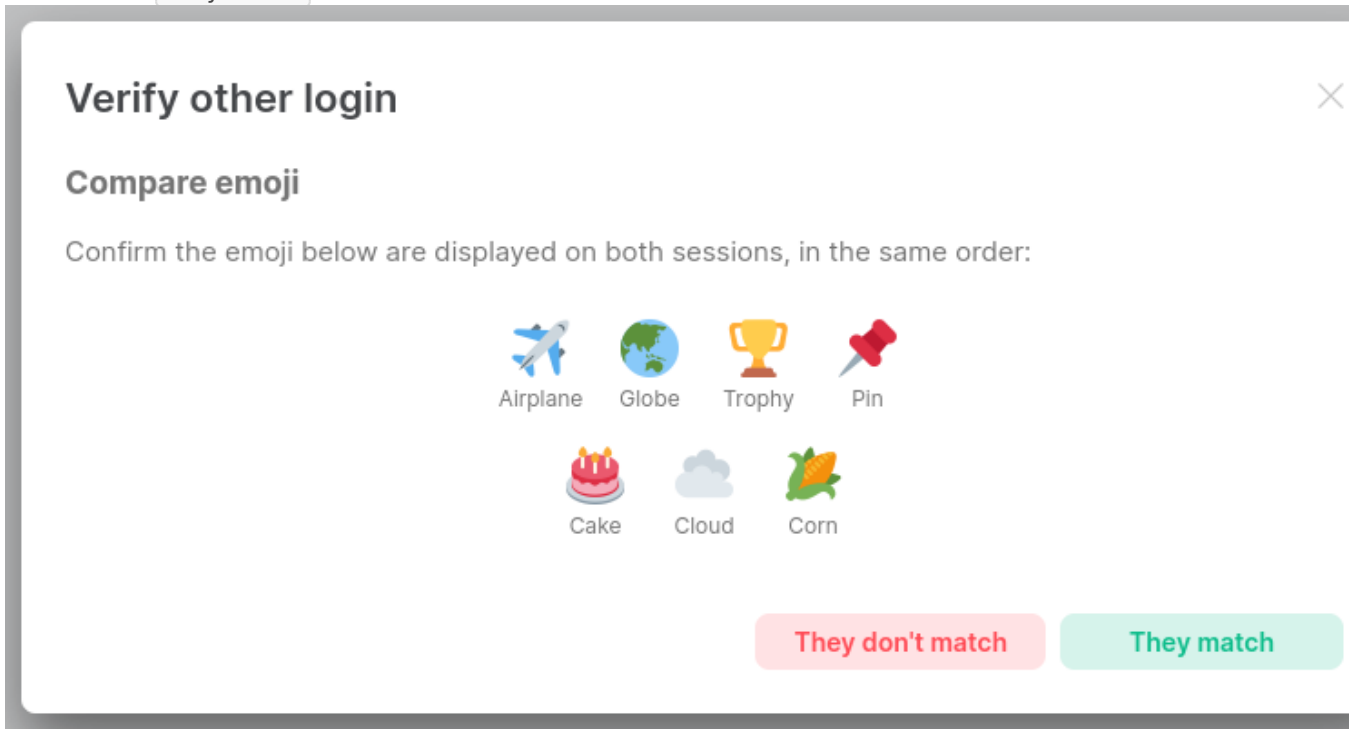 Verify other login
Compare emoji
Confirm the emoji below are displayed on both sessions, in the same order:
Airplane Globe Trophy Pin
Cake Cloud Corn
They don't match They match